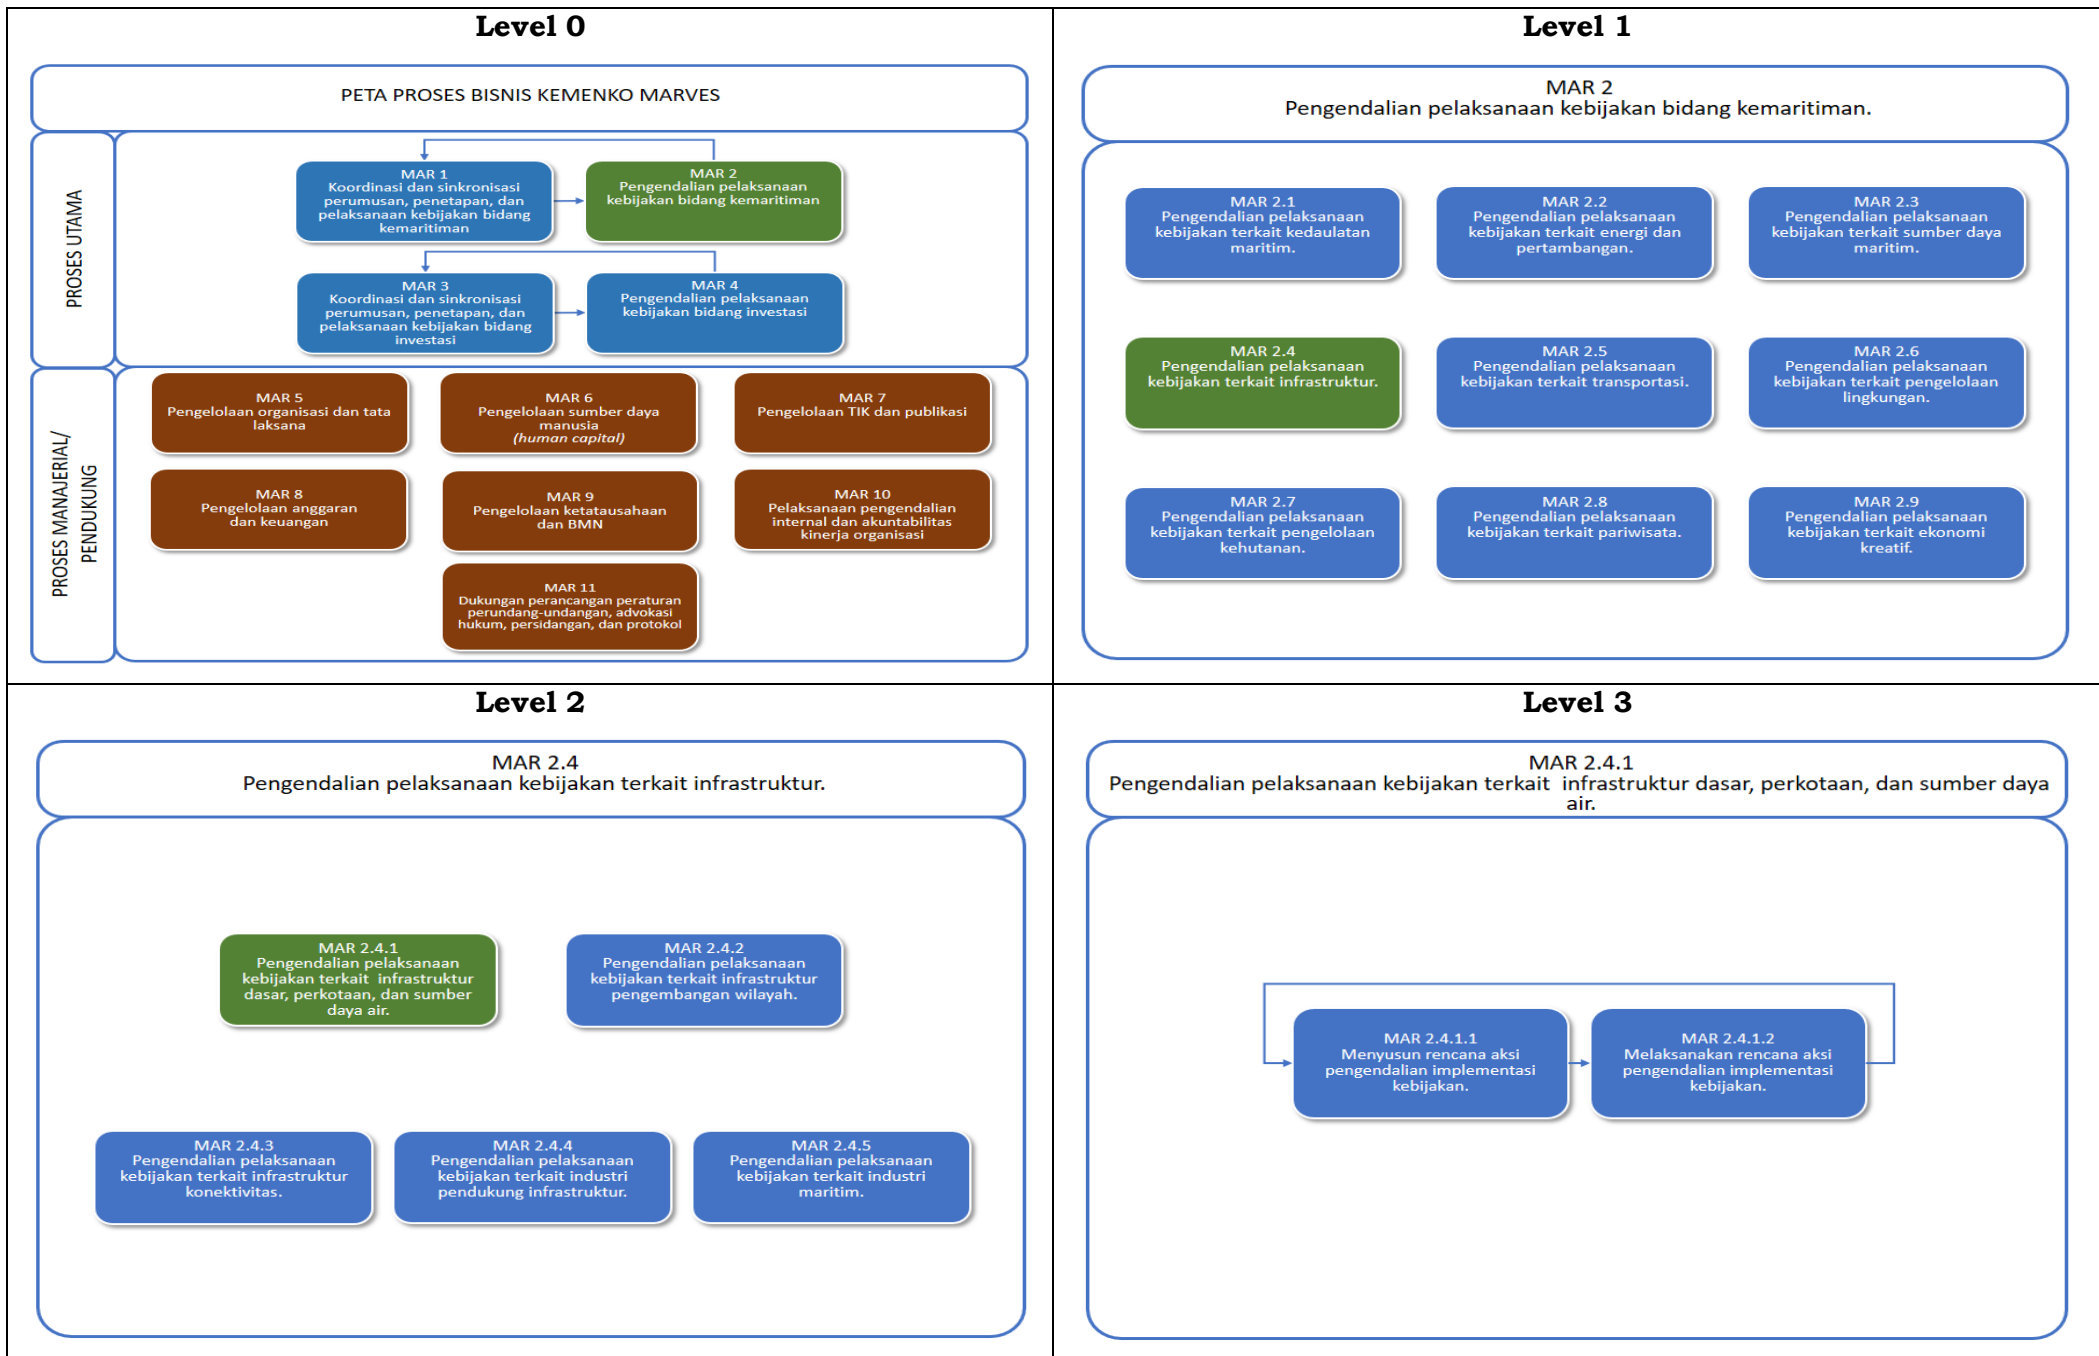 Level 0
PETA PROSES BISNIS KEMENKO MARVES
PROSES UTAMA
MAR 1
Koordinasi dan sinkronisasi
perumusan, penetapan, dan
pelaksanaan kebijakan bidang
kemaritiman
MAR 2
Pengendalian pelaksanaan
kebijakan bidang kemaritiman
MAR 3
Koordinasi dan sinkronisasi
perumusan, penetapan, dan
pelaksanaan kebijakan bidang
investasi
MAR 4
Pengendalian pelaksanaan
kebijakan bidang investasi
PROSES MANAJERIAL/
PENDUKUNG
MAR 5
Pengelolaan organisasi dan tata
laksana
MAR 6
Pengelolaan sumber daya
manusia
(human capital)
MAR 7
Pengelolaan TIK dan publikasi
MAR 8
Pengelolaan anggaran
dan keuangan
MAR 9
Pengelolaan ketatausahaan
dan BMN
MAR 10
Pelaksanaan pengendalian
internal dan akuntabilitas
kinerja organisasi
MAR 11
Dukungan perancangan peraturan
perundang-undangan, advokasi
hukum, persidangan, dan protokol
Level 1
MAR 2
Pengendalian pelaksanaan kebijakan bidang kemaritiman.
MAR 2.1
Pengendalian pelaksanaan
kebijakan terkait kedaulatan
maritim.
MAR 2.2
Pengendalian pelaksanaan
kebijakan terkait energi dan
pertambangan.
MAR 2.3
Pengendalian pelaksanaan
kebijakan terkait sumber daya
maritim.
MAR 2.4
Pengendalian pelaksanaan
kebijakan terkait infrastruktur.
MAR 2.5
Pengendalian pelaksanaan
kebijakan terkait transportasi.
MAR 2.6
Pengendalian pelaksanaan
kebijakan terkait pengelolaan
lingkungan.
MAR 2.7
Pengendalian pelaksanaan
kebijakan terkait pengelolaan
kehutanan.
MAR 2.8
Pengendalian pelaksanaan
kebijakan terkait pariwisata.
MAR 2.9
Pengendalian pelaksanaan
kebijakan terkait ekonomi
kreatif.
Level 2
MAR 2.4
Pengendalian pelaksanaan kebijakan terkait infrastruktur.
MAR 2.4.1
Pengendalian pelaksanaan
kebijakan terkait infrastruktur
dasar, perkotaan, dan sumber
daya air.
MAR 2.4.2
Pengendalian pelaksanaan
kebijakan terkait infrastruktur
pengembangan wilayah.
MAR 2.4.3
Pengendalian pelaksanaan
kebijakan terkait infrastruktur
konektivitas.
MAR 2.4.4
Pengendalian pelaksanaan
kebijakan terkait industri
pendukung infrastruktur.
MAR 2.4.5
Pengendalian pelaksanaan
kebijakan terkait industri
maritim.
Level 3
MAR 2.4.1
Pengendalian pelaksanaan kebijakan terkait infrastruktur dasar, perkotaan, dan sumber daya
air.
MAR 2.4.1.1
Menyusun rencana aksi
pengendalian implementasi
kebijakan.
MAR 2.4.1.2
Melaksanakan rencana aksi
pengendalian implementasi
kebijakan.